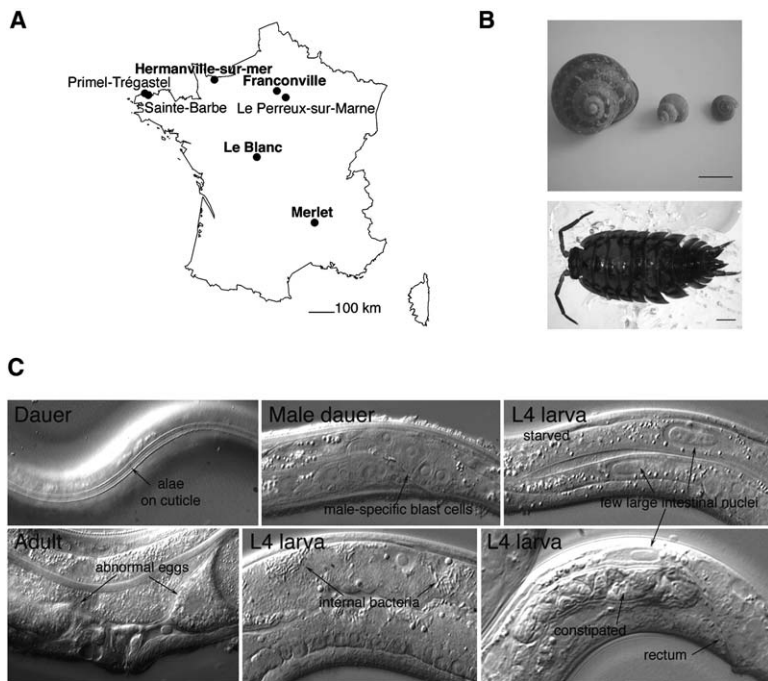 A
Hermanville-sur-mer
Primel-Trégastel
Franconville
Sainte-Barbe
Le Perreux-sur-Marne
Le Blanc
Merlet
100 km
B
C
Dauer
alae
on cuticle
Male dauer
male-specific blast cells
L4 larva
starved
few large intestinal nuclei
Adult
abnormal eggs
L4 larva
internal bacteria
L4 larva
constipated
rectum